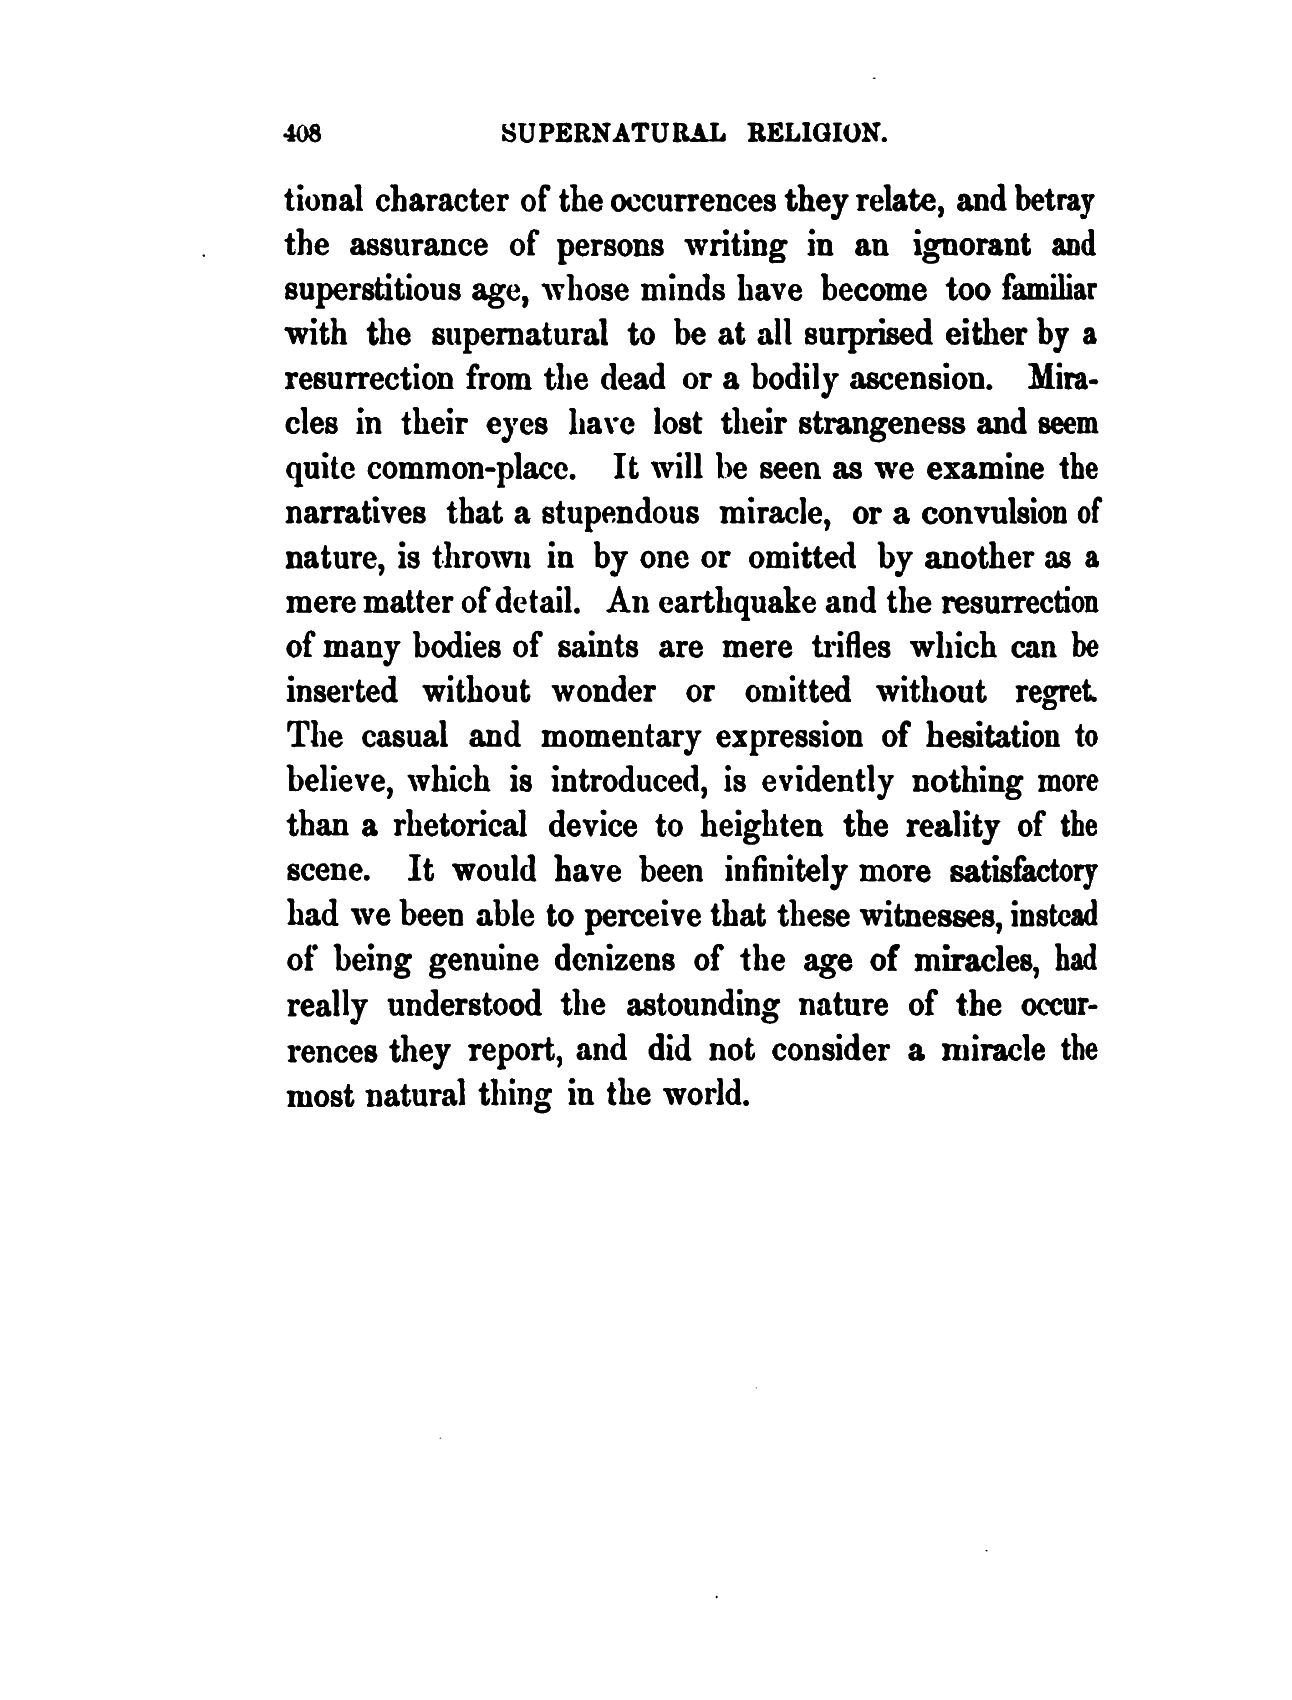 408 SUPERNATURAL RELIGION.
tional character of the occurrences they relate, and betray
the assurance of persons writing in an ignorant and
superstitious age, whose minds have become too familiar
with the supernatural to be at all surprised either by a
resurrection from the dead or a bodily ascension. Mira-
cles in their eyes have lost their strangeness and seem
quite common-place. It will be seen as we examine the
narratives that a stupendous miracle, or a convulsion of
nature, is thrown in by one or omitted by another as a
mere matter of detail. An earthquake and the resurrection
of many bodies of saints are mere trifles which can be
inserted without wonder or omitted without regret.
The casual and momentary expression of hesitation to
believe, which is introduced, is evidently nothing more
than a rhetorical device to heighten the reality of the
scene. It would have been infinitely more satisfactory
had we been able to perceive that these witnesses, instead
of being genuine denizens of the age of miracles, had
really understood the astounding nature of the occur-
rences they report, and did not consider a miracle the
most natural thing in the world.